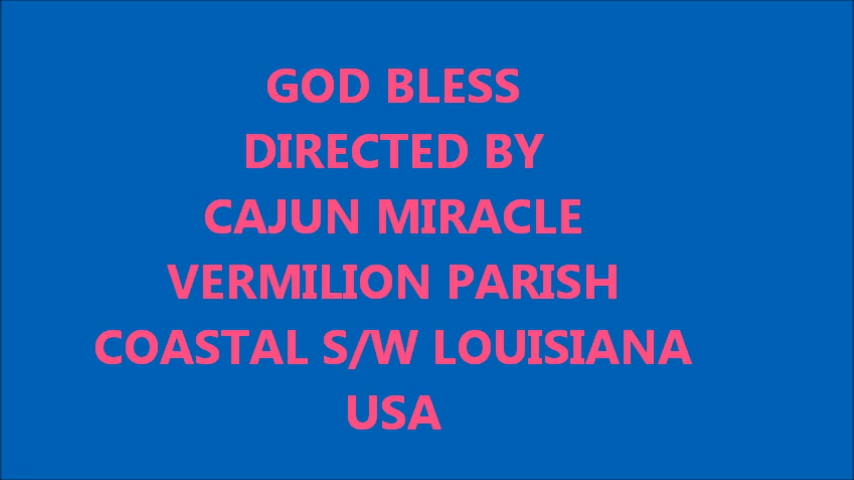 GOD BLESS
DIRECTED BY
CAJUN MIRACLE
VERMILION PARISH
COASTAL S/W LOUISIANA
USA